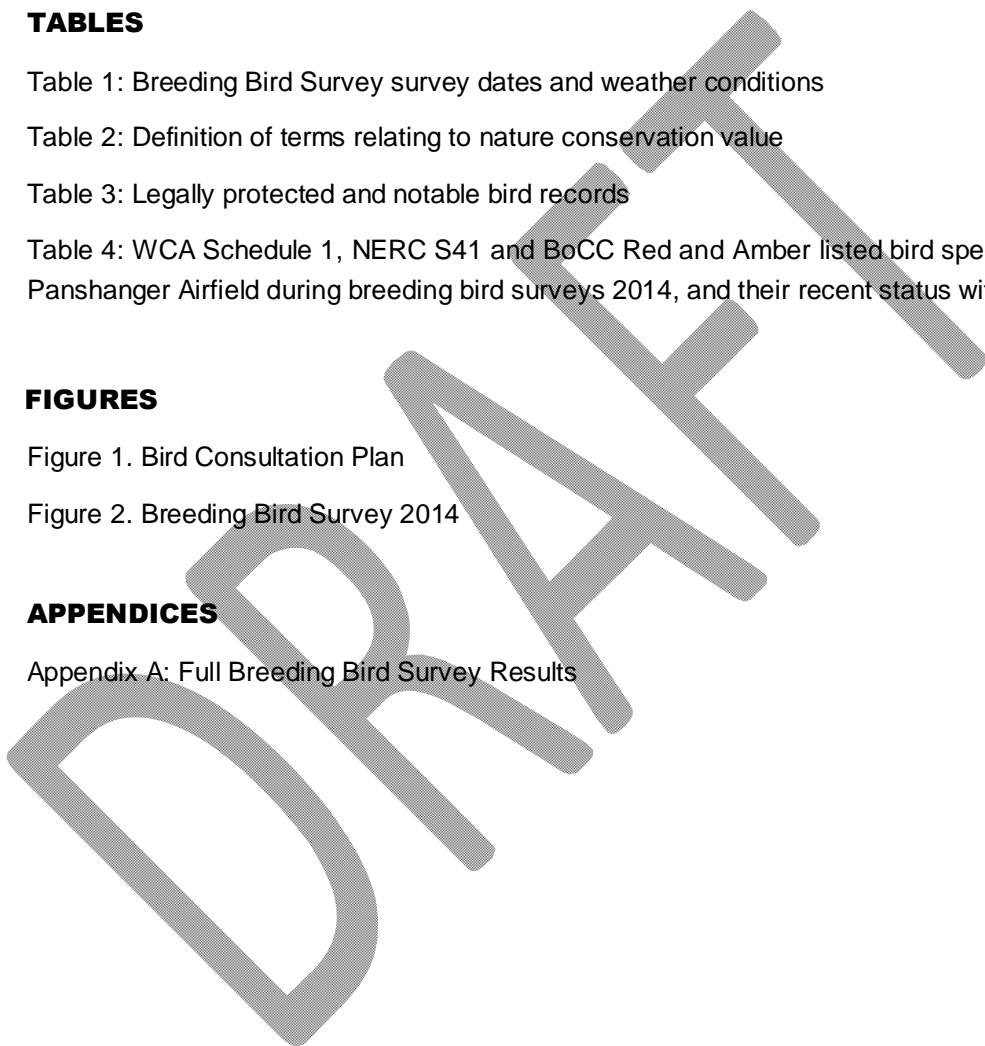 TABLES
Table 1: Breeding Bird Survey survey dates and weather conditions
Table 2: Definition of terms relating to nature conservation value
Table 3: Legally protected and notable bird records
Table 4: WCA Schedule 1, NERC S41 and BoCC Red and Amber listed bird spe
Panshanger Airfield during breeding bird surveys 2014, and their recent status wi
FIGURES
Figure 1. Bird Consultation Plan
Figure 2. Breeding Bird Survey 2014
APPENDICES
Appendix A: Full Breeding Bird Survey Results
DRAFT